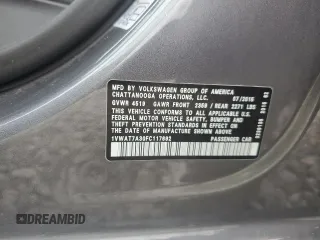 MFD BY VOLKSWAGEN GROUP OF AMERICA
CHATTANOOGA OPERATIONS, LLC. 07/2015
GVWR 4519 GAWR FRONT 2359 / REAR 2271 LBS
THIS VEHICLE CONFORMS TO ALL APPLICABLE U.S.
FEDERAL MOTOR VEHICLE SAFETY, BUMPER AND
THEFT PREVENTION STANDARDS IN EFFECT ON
THE DATE OF MANUFACTURE SHOWN ABOVE
1VWAT7A30FC117692 PASSENGER CAR
DREAMBID